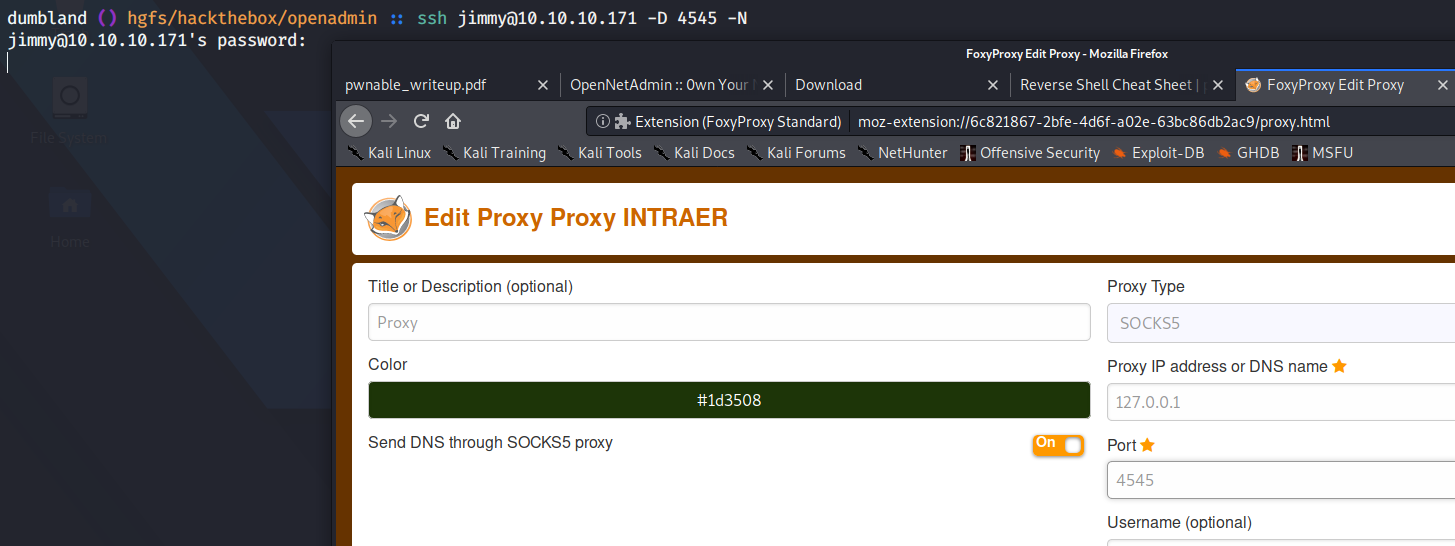 dumbland () hgfs/hackthebox/openadmin :: ssh jimmy@10.10.10.171 -D 4545 -N
jimmy@10.10.10.171's password:
File System
Home
FoxyProxy Edit Proxy - Mozilla Firefox
pwnable_writeup.pdf
OpenNetAdmin :: 0wn Your
Download
Reverse Shell Cheat Sheet |
FoxyProxy Edit Proxy
Extension (FoxyProxy Standard) moz-extension://6c821867-2bfe-4d6f-a02e-63bc86db2ac9/proxy.html
Kali Linux Kali Training Kali Tools Kali Docs Kali Forums NetHunter Offensive Security Exploit-DB GHDB MSFU
Edit Proxy Proxy INTRAER
Title or Description (optional)
Proxy
Color
#1d3508
Send DNS through SOCKS5 proxy On
Proxy Type
SOCKS5
Proxy IP address or DNS name
127.0.0.1
Port
4545
Username (optional)